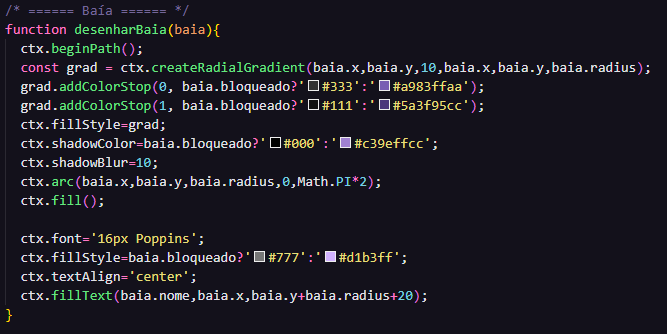 /* ====== Baía ====== */
function desenharBaia(baia){
  ctx.beginPath();
  const grad = ctx.createRadialGradient(baia.x,baia.y,10,baia.x,baia.y,baia.radius);
  grad.addColorStop(0, baia.bloqueado?'#333':'#a983ffaa');
  grad.addColorStop(1, baia.bloqueado?'#111':'#5a3f95cc');
  ctx.fillStyle=grad;
  ctx.shadowColor=baia.bloqueado?'#000':'#c39effcc';
  ctx.shadowBlur=10;
  ctx.arc(baia.x,baia.y,baia.radius,0,Math.PI*2);
  ctx.fill();

  ctx.font='16px Poppins';
  ctx.fillStyle=baia.bloqueado?'#777':'#d1b3ff';
  ctx.textAlign='center';
  ctx.fillText(baia.nome,baia.x,baia.y+baia.radius+20);
}